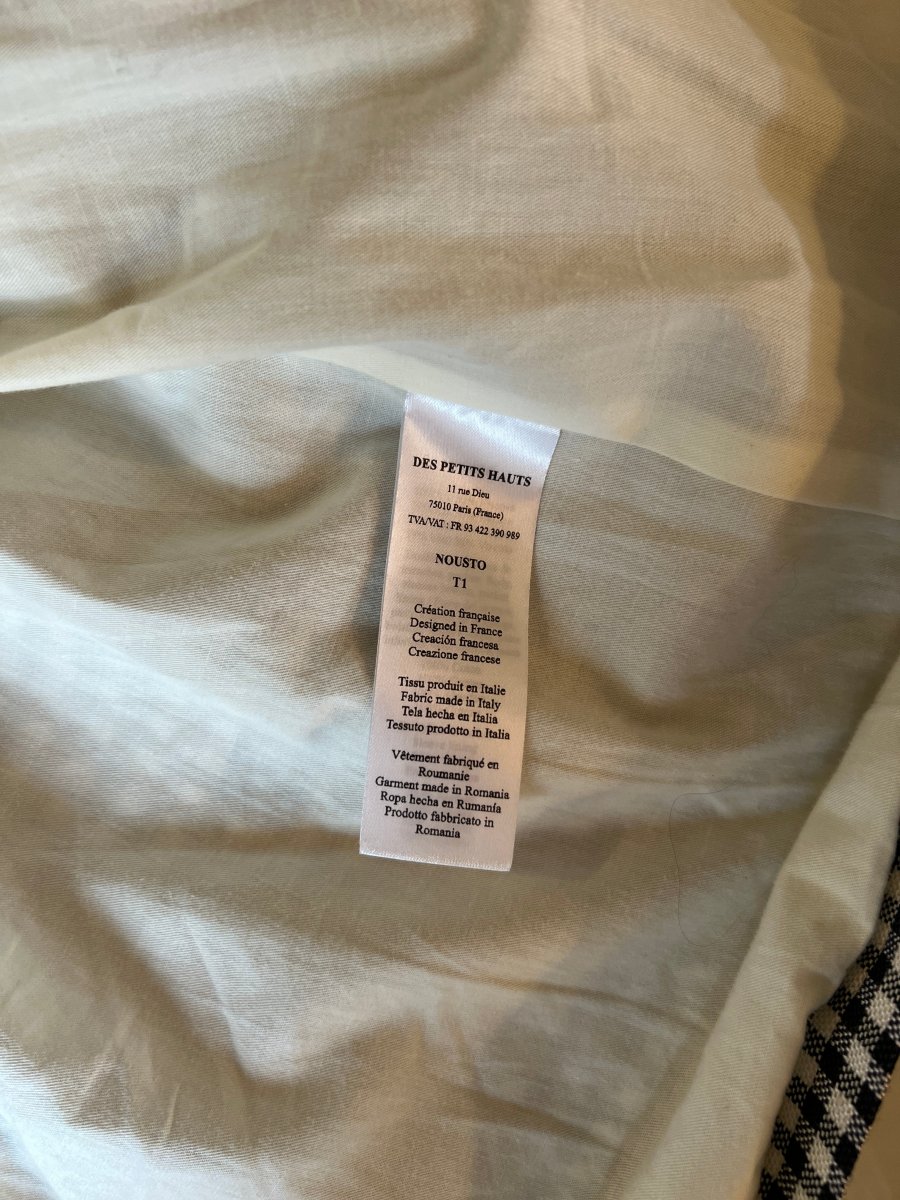 DES PETITS HAUTS
11 rue Dieu
75010 Paris (France)
TVA/VAT : FR 93 422 390 989
NOUSTO
T1
Création française
Designed in France
Creación francesa
Creazione francese
Tissu produit en Italie
Fabric made in Italy
Tela hecha en Italia
Tessuto prodotto in Italia
Vêtement fabriqué en
Roumanie
Garment made in Romania
Ropa hecha en Rumanía
Prodotto fabbricato in
Romania